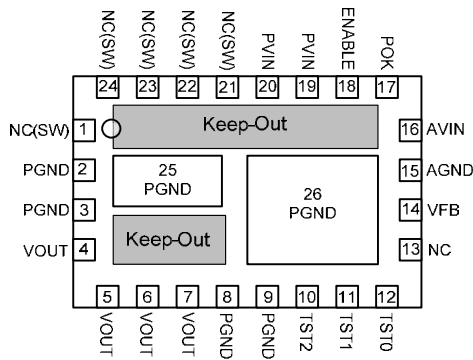 NC(SW) NC(SW) NC(SW) NC(SW) PVIN PVIN ENABLE POK
24 23 22 21 20 19 18 17
NC(SW) 1 Keep-Out 16 AVIN
PGND 2 25 PGND 15 AGND
PGND 3 26 PGND 14 VFB
VOUT 4 Keep-Out 13 NC
5 6 7 8 9 10 11 12
VOUT VOUT VOUT PGND PGND TST2 TST1 TST0